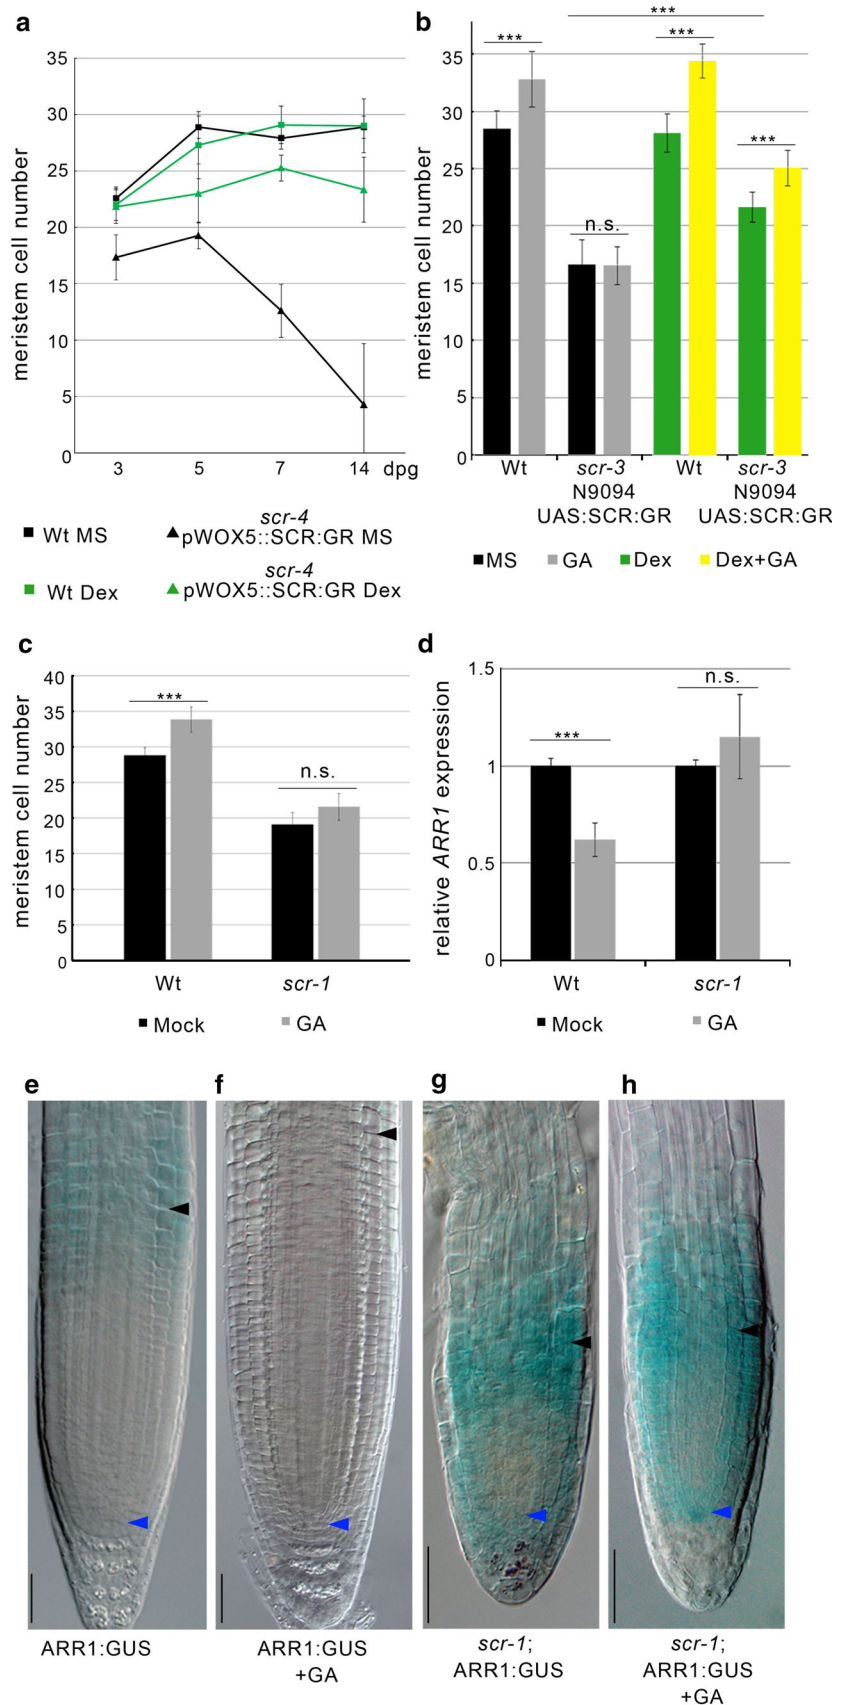 a
meristem cell number
35
30
25
20
15
10
5
0
3 5 7 14 dpg
Wt MS
scr-4
pWOX5::SCR:GR MS
Wt Dex
scr-4
pWOX5::SCR:GR Dex
b
meristem cell number
35
30
25
20
15
10
5
0
***
***
n.s.
***
***
Wt
scr-3
N9094
UAS:SCR:GR
Wt
scr-3
N9094
UAS:SCR:GR
MS GA Dex Dex+GA
c
meristem cell number
40
35
30
25
20
15
10
5
0
***
n.s.
Wt scr-1
Mock GA
d
relative ARR1 expression
1.5
1
0.5
0
***
n.s.
Wt scr-1
Mock GA
e
ARR1:GUS
f
ARR1:GUS
+GA
g
scr-1;
ARR1:GUS
h
scr-1;
ARR1:GUS
+GA